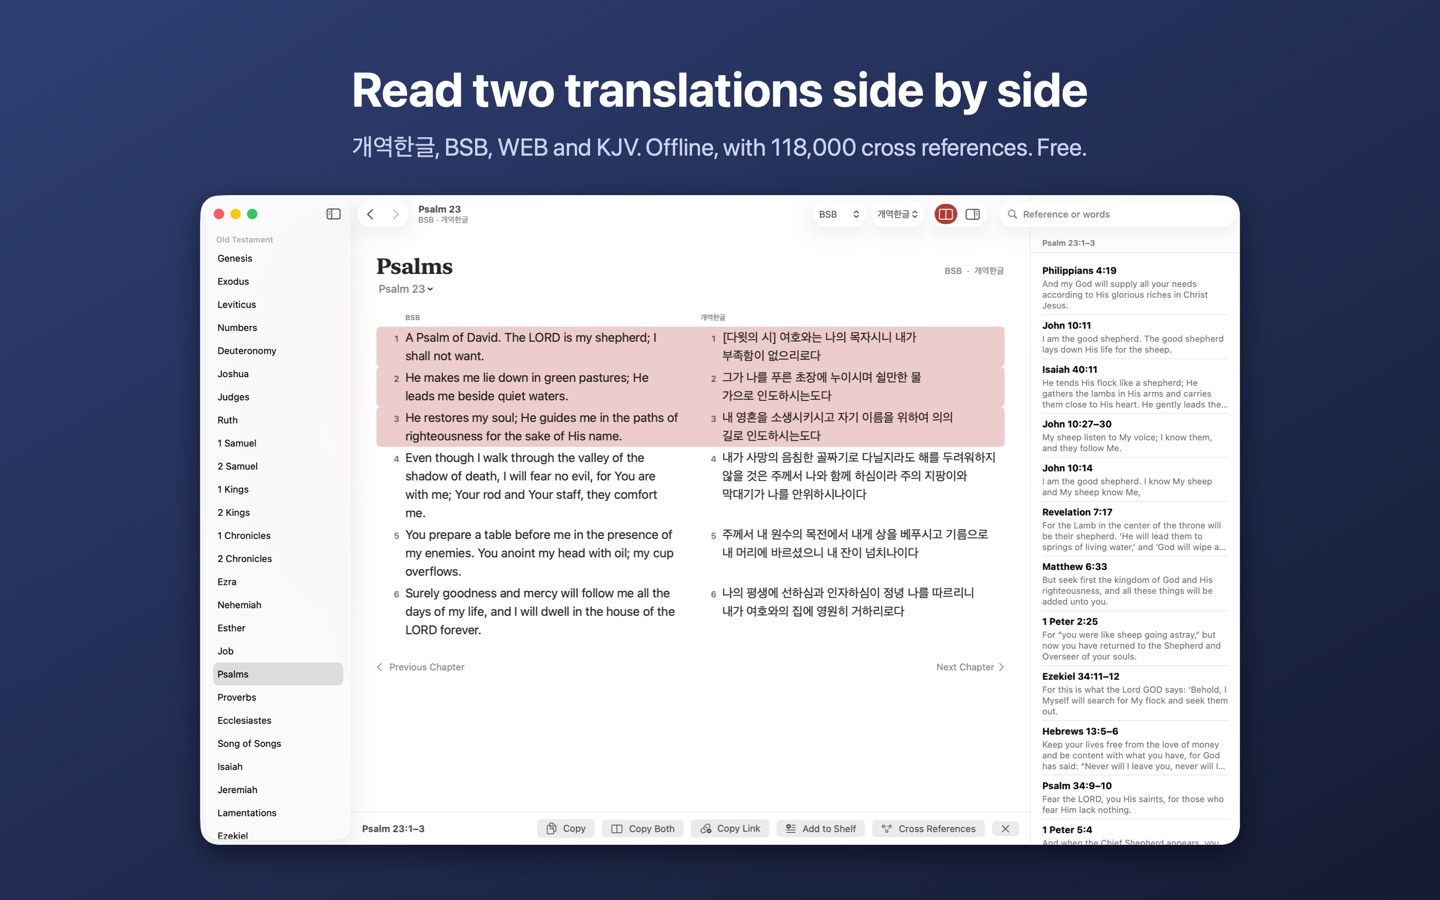 Read two translations side by side
개역한글, BSB, WEB and KJV. Offline, with 118,000 cross references. Free.
Old Testament
Genesis
Exodus
Leviticus
Numbers
Deuteronomy
Joshua
Judges
Ruth
1 Samuel
2 Samuel
1 Kings
2 Kings
1 Chronicles
2 Chronicles
Ezra
Nehemiah
Esther
Job
Psalms
Proverbs
Ecclesiastes
Song of Songs
Isaiah
Jeremiah
Lamentations
Ezekiel
Psalm 23
BSB · 개역한글
BSB
개역한글
Reference or words
Psalms
BSB · 개역한글
Psalm 23
BSB
개역한글
1 A Psalm of David. The LORD is my shepherd; I
shall not want.
1 [다윗의 시] 여호와는 나의 목자시니 내가
부족함이 없으리로다
2 He makes me lie down in green pastures; He
leads me beside quiet waters.
2 그가 나를 푸른 초장에 누이시며 쉴만한 물
가으로 인도하시는도다
3 He restores my soul; He guides me in the paths of
righteousness for the sake of His name.
3 내 영혼을 소생시키시고 자기 이름을 위하여 의의
길로 인도하시는도다
4 Even though I walk through the valley of the
shadow of death, I will fear no evil, for You are
with me; Your rod and Your staff, they comfort
me.
4 내가 사망의 음침한 골짜기로 다닐지라도 해를 두려워하지
않을 것은 주께서 나와 함께 하심이라 주의 지팡이와
막대기가 나를 안위하시나이다
5 You prepare a table before me in the presence of
my enemies. You anoint my head with oil; my cup
overflows.
5 주께서 내 원수의 목전에서 내게 상을 베푸시고 기름으로
내 머리에 바르셨으니 내 잔이 넘치나이다
6 Surely goodness and mercy will follow me all the
days of my life, and I will dwell in the house of the
LORD forever.
6 나의 평생에 선하심과 인자하심이 정녕 나를 따르리니
내가 여호와의 집에 영원히 거하리로다
Previous Chapter
Next Chapter
Psalm 23:1–3
Copy
Copy Both
Copy Link
Add to Shelf
Cross References
Psalm 23:1–3
Philippians 4:19
And my God will supply all your needs
according to His glorious riches in Christ
Jesus.
John 10:11
I am the good shepherd. The good shepherd
lays down His life for the sheep.
Isaiah 40:11
He tends His flock like a shepherd; He
gathers the lambs in His arms and carries
them close to His heart. He gently leads the...
John 10:27–30
My sheep listen to My voice; I know them,
and they follow Me.
John 10:14
I am the good shepherd. I know My sheep
and My sheep know Me,
Revelation 7:17
For the Lamb in the center of the throne will
be their shepherd. ‘He will lead them to
springs of living water,’ and ‘God will wipe a...
Matthew 6:33
But seek first the kingdom of God and His
righteousness, and all these things will be
added unto you.
1 Peter 2:25
For “you were like sheep going astray,” but
now you have returned to the Shepherd and
Overseer of your souls.
Ezekiel 34:11–12
For this is what the Lord GOD says: ‘Behold, I
Myself will search for My flock and seek them
out.
Hebrews 13:5–6
Keep your lives free from the love of money
and be content with what you have, for God
has said: “Never will I leave you, never will I...
Psalm 34:9–10
Fear the LORD, you His saints, for those who
fear Him lack nothing.
1 Peter 5:4
And when the Chief Shepherd appears, you